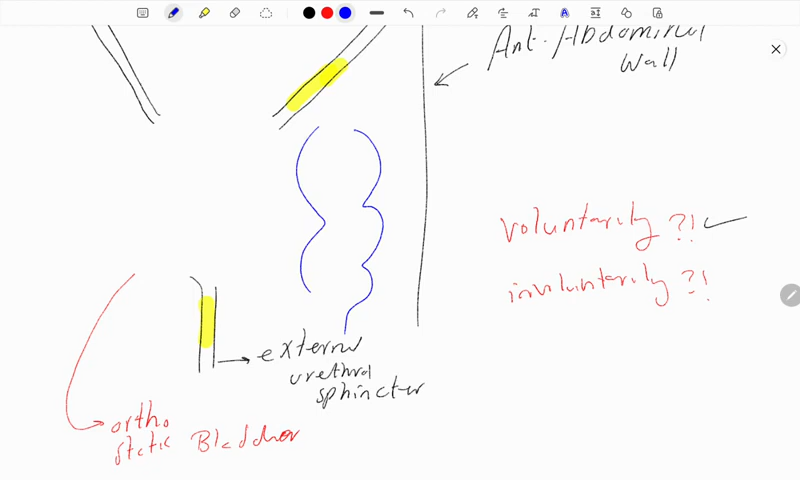 Ant. Abdominal
Wall
voluntarily ?!
involuntarily ?!
external
urethral
sphincter
ortho
static Bladder